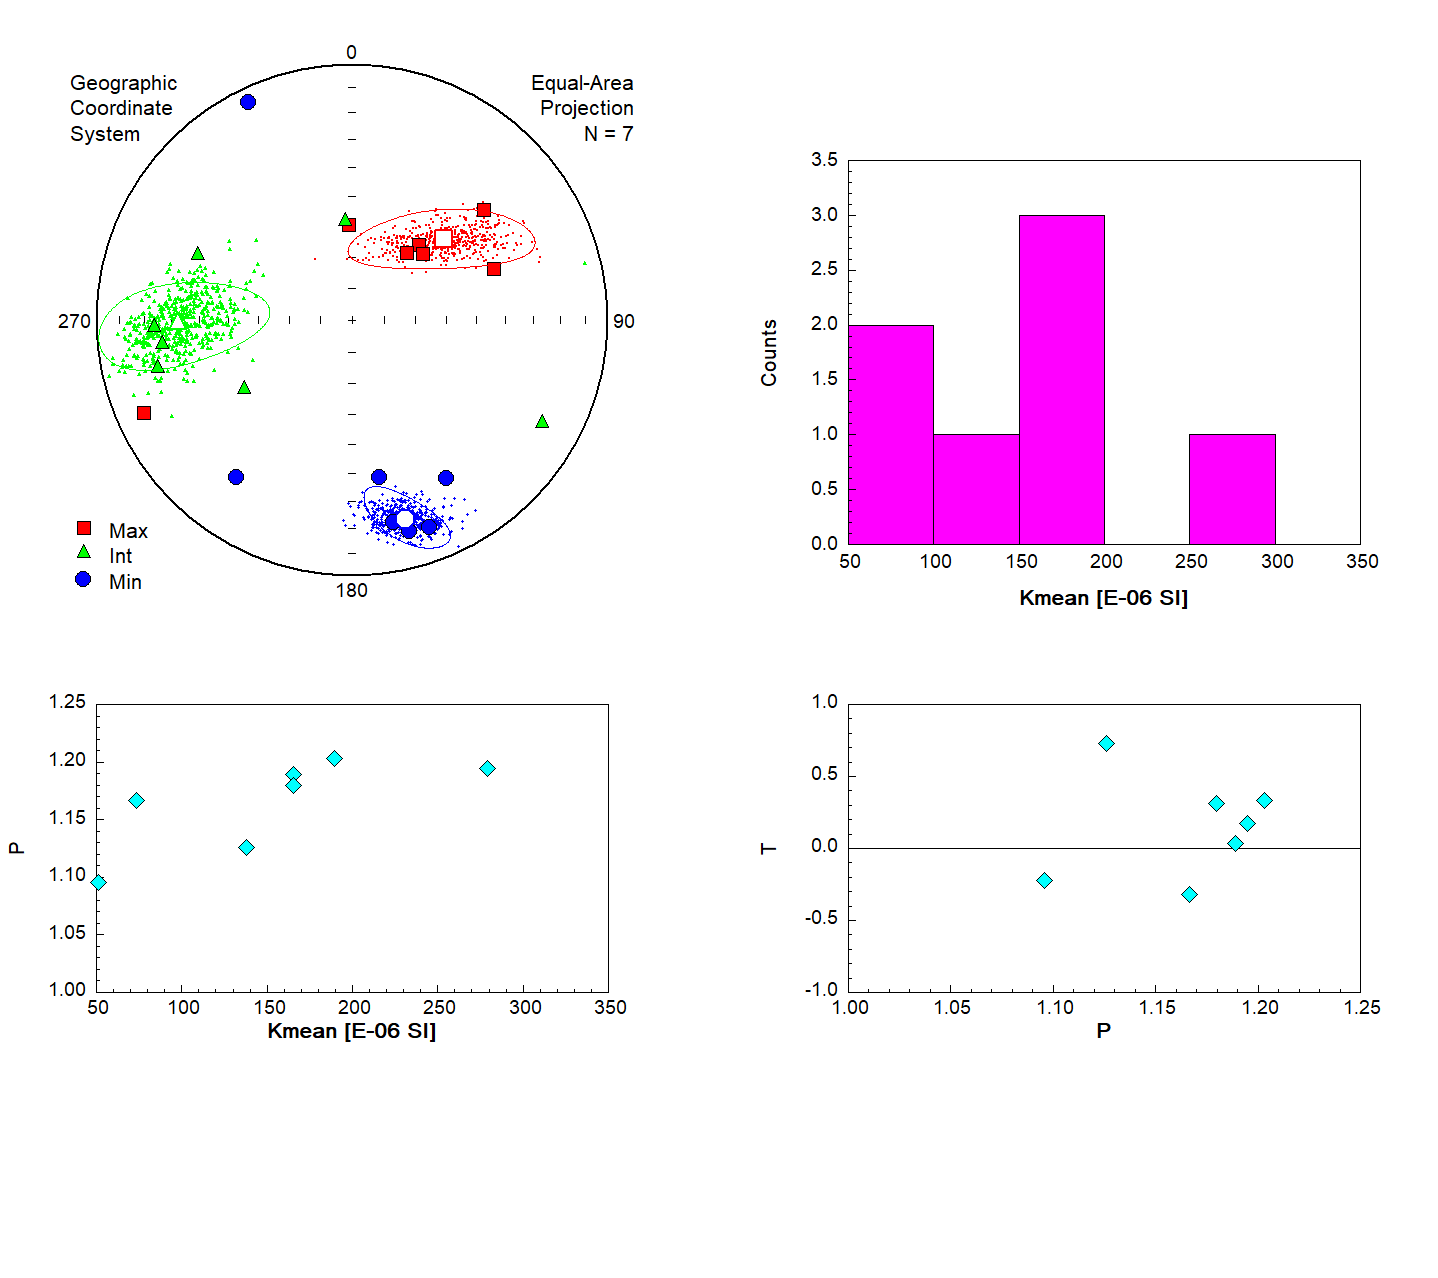 0
Geographic
Coordinate
System
Equal-Area
Projection
N = 7
270
90
180
Max
Int
Min
3.5
3.0
2.5
2.0
1.5
1.0
0.5
0.0
Counts
50 100 150 200 250 300 350
Kmean [E-06 SI]
1.25
1.20
1.15
1.10
1.05
1.00
P
50 100 150 200 250 300 350
Kmean [E-06 SI]
1.0
0.5
0.0
-0.5
-1.0
T
1.00 1.05 1.10 1.15 1.20 1.25
P